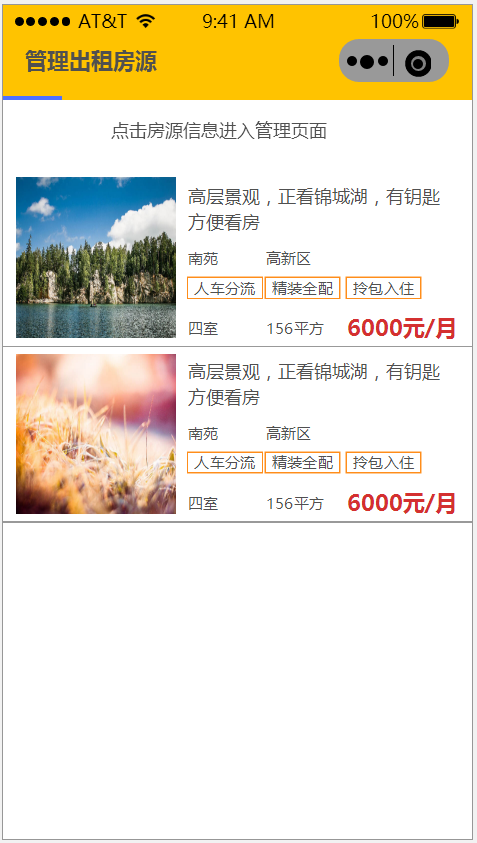 AT&T 9:41 AM 100%
管理出租房源
点击房源信息进入管理页面
高层景观，正看锦城湖，有钥匙
方便看房
南苑 高新区
人车分流 精装全配 拎包入住
四室 156平方 6000元/月
高层景观，正看锦城湖，有钥匙
方便看房
南苑 高新区
人车分流 精装全配 拎包入住
四室 156平方 6000元/月